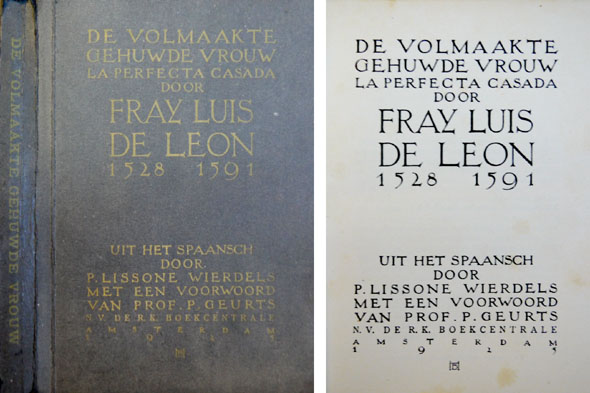 DE VOLMAAKTE GEHUWDE VROUW
DE VOLMAAKTE
GEHUWDE VROUW
LA PERFECTA CASADA
DOOR
FRAY LUIS
DE LEON
1528 1591
UIT HET SPAANSCH
DOOR
P. LISSONE WIERDELS
MET EEN VOORWOORD
VAN PROF. P. GEURTS
N.V. DE R.K. BOEKCENTRALE
AMSTERDAM
DE VOLMAAKTE
GEHUWDE VROUW
LA PERFECTA CASADA
DOOR
FRAY LUIS
DE LEON
1528 1591
UIT HET SPAANSCH
DOOR
P. LISSONE WIERDELS
MET EEN VOORWOORD
VAN PROF. P. GEURTS
N.V. DE R.K. BOEKCENTRALE
AMSTERDAM